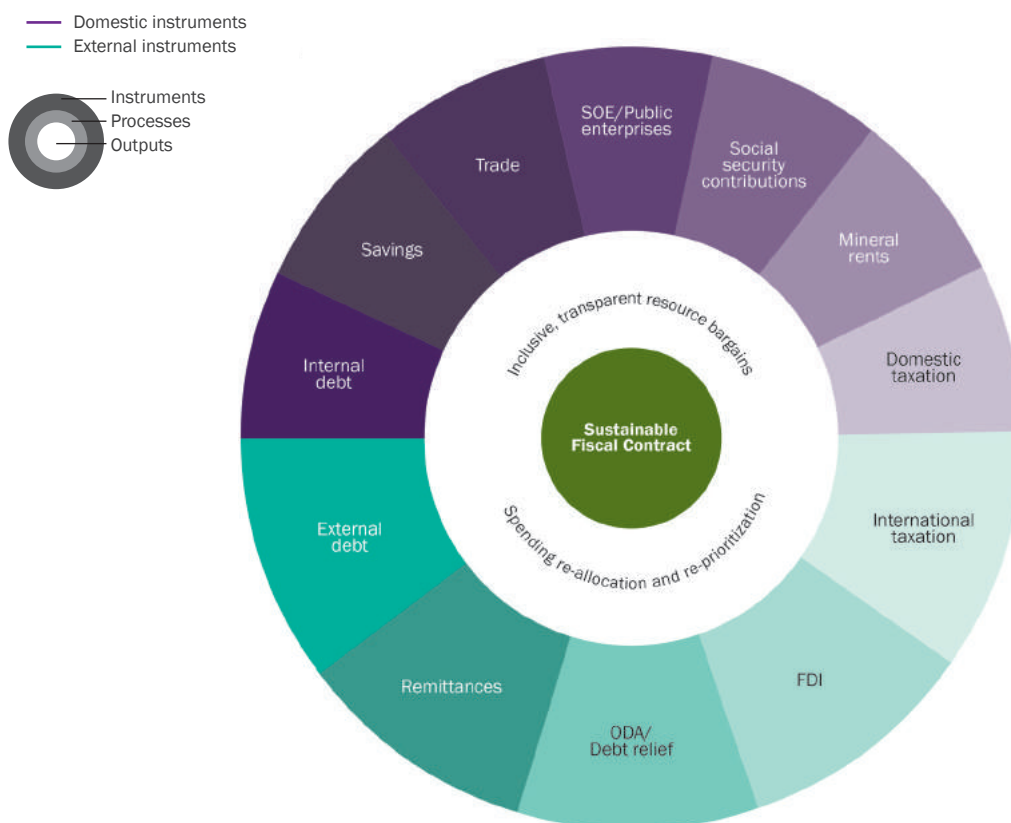 Domestic instruments
External instruments
Instruments
Processes
Outputs
SOE/Public
enterprises
Social
security
contributions
Mineral
rents
Domestic
taxation
International
taxation
FDI
ODA/
Debt relief
Remittances
External
debt
Internal
debt
Savings
Trade
Inclusive, transparent resource bargains
Sustainable
Fiscal Contract
Spending re-allocation and re-prioritization